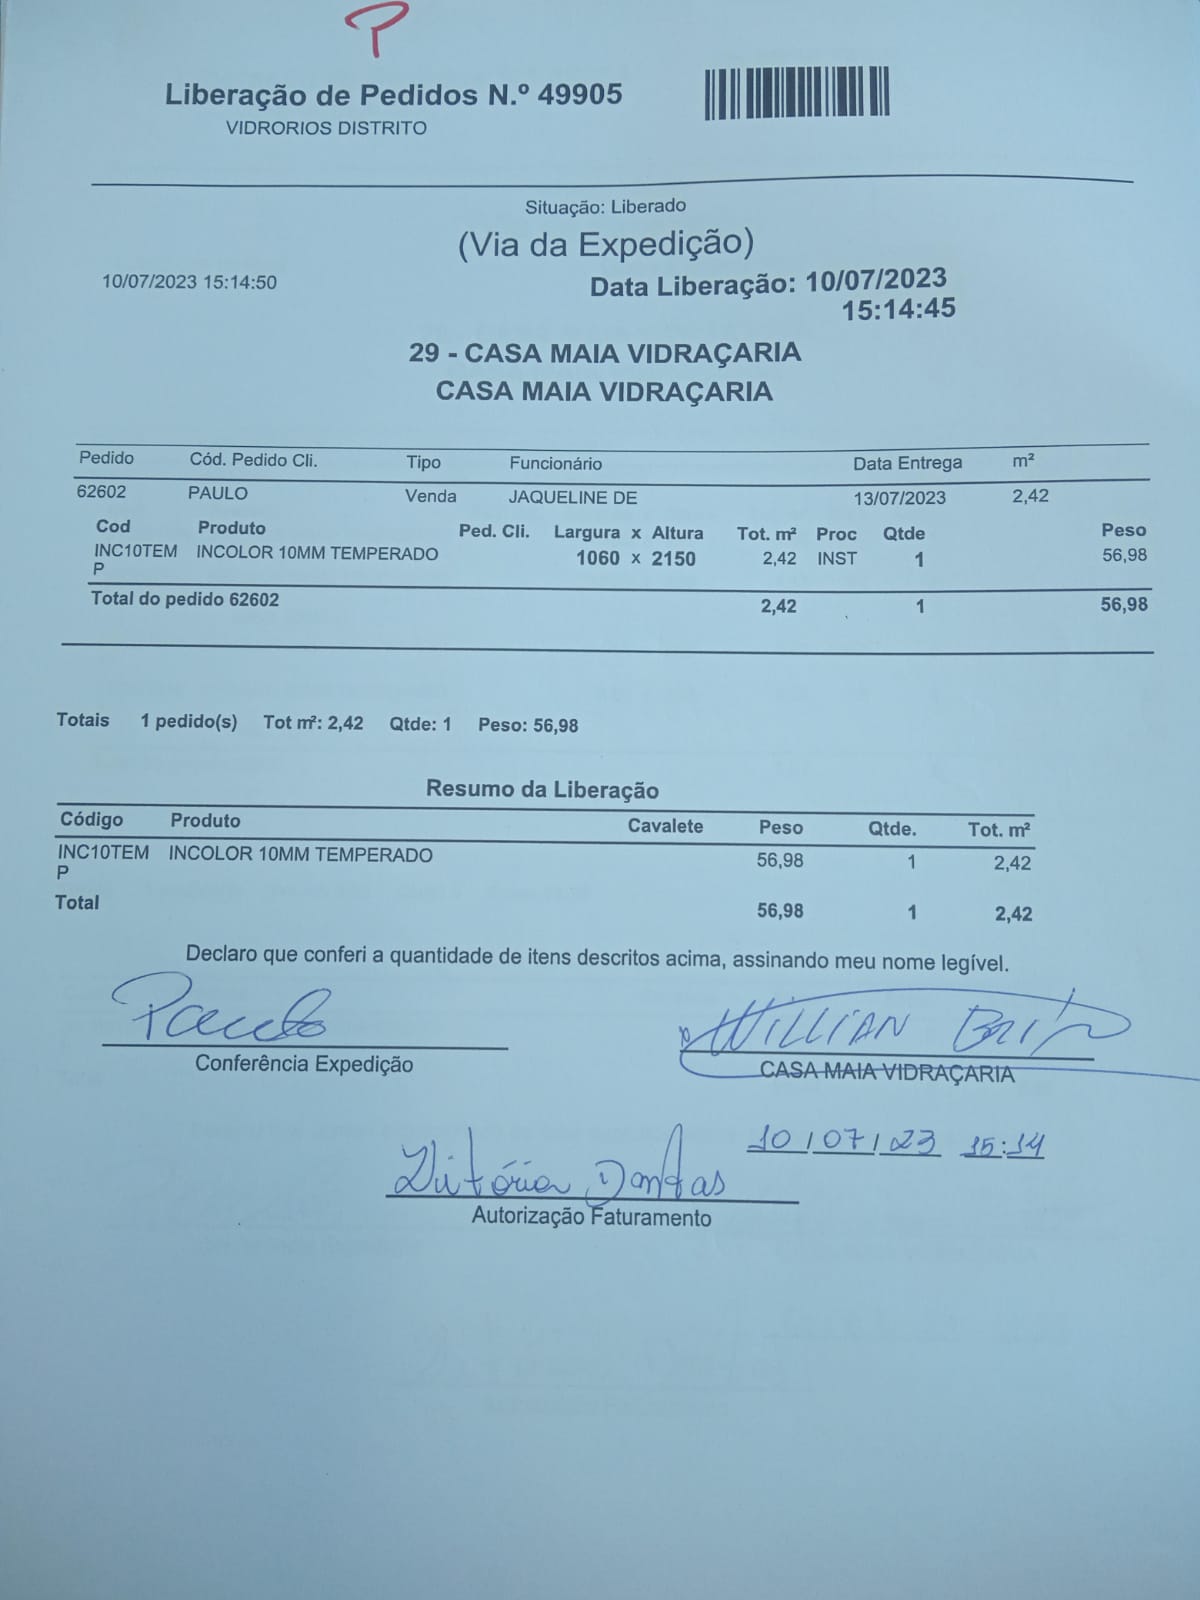 P
Liberação de Pedidos N.º 49905
VIDRORIOS DISTRITO
Situação: Liberado
(Via da Expedição)
10/07/2023 15:14:50
Data Liberação: 10/07/2023
15:14:45
29 - CASA MAIA VIDRAÇARIA
CASA MAIA VIDRAÇARIA
Pedido Cód. Pedido Cli. Tipo Funcionário Data Entrega m²
62602 PAULO Venda JAQUELINE DE 13/07/2023 2,42
Cod Produto Ped. Cli. Largura x Altura Tot. m² Proc Qtde Peso
INC10TEM INCOLOR 10MM TEMPERADO 1060 x 2150 2,42 INST 1 56,98
P
Total do pedido 62602 2,42 1 56,98
Totais 1 pedido(s) Tot m²: 2,42 Qtde: 1 Peso: 56,98
Resumo da Liberação
Código Produto Cavalete Peso Qtde. Tot. m²
INC10TEM INCOLOR 10MM TEMPERADO 56,98 1 2,42
P
Total 56,98 1 2,42
Declaro que conferi a quantidade de itens descritos acima, assinando meu nome legível.
Paulo WILLIAN BRITO
Conferência Expedição CASA MAIA VIDRAÇARIA
10/07/23 15:14
Vitória Dantas
Autorização Faturamento